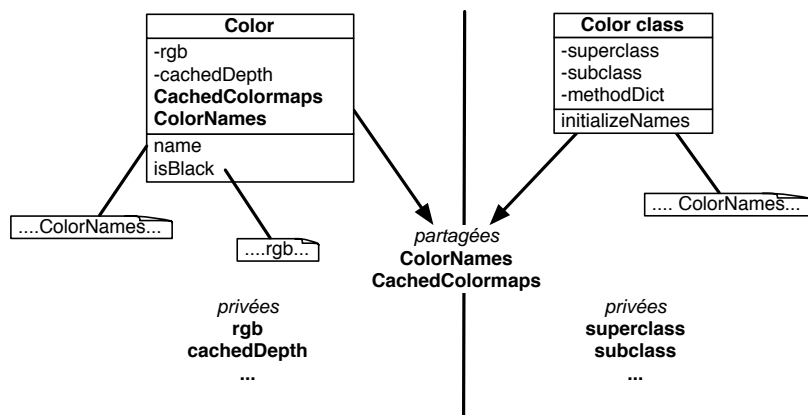 Color
-rgb
-cachedDepth
CachedColormaps
ColorNames
name
isBlack
....ColorNames...
....rgb...
privées
rgb
cachedDepth
...
partagées
ColorNames
CachedColormaps
Color class
-superclass
-subclass
-methodDict
initializeNames
.... ColorNames...
privées
superclass
subclass
...